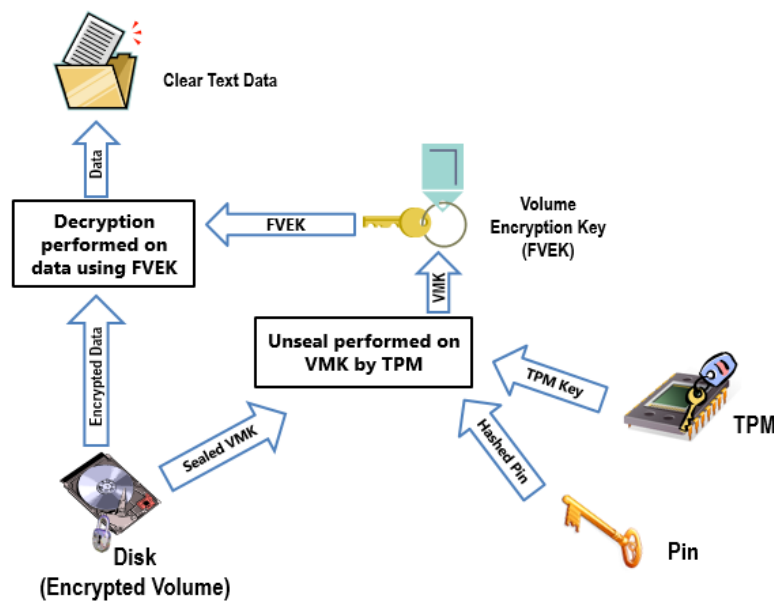 Clear Text Data
Data
Decryption
performed on
data using FVEK
FVEK
Volume
Encryption Key
(FVEK)
VMK
Unseal performed on
VMK by TPM
Encrypted Data
TPM Key
TPM
Sealed VMK
Hashed Pin
Pin
Disk
(Encrypted Volume)